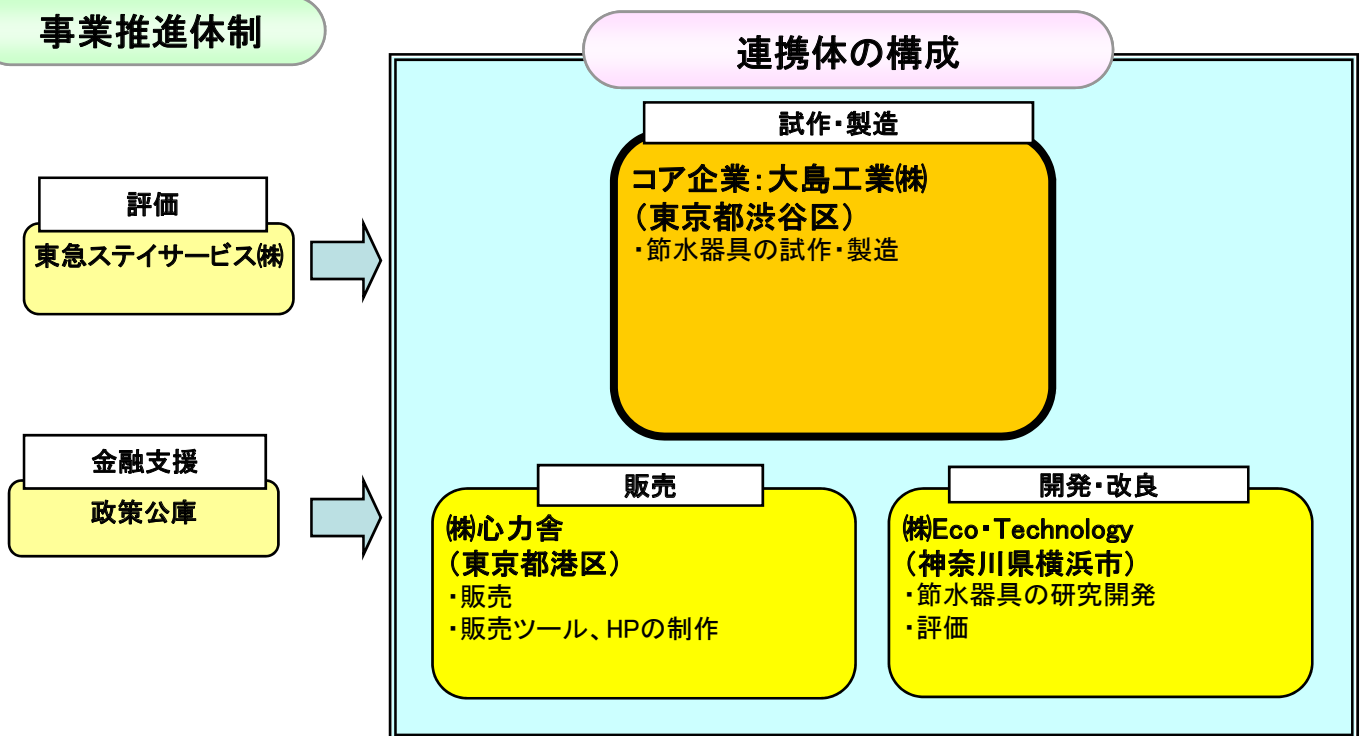 事業推進体制
連携体の構成
評価
東急ステイサービス㈱
金融支援
政策公庫
試作・製造
コア企業：大島工業㈱
（東京都渋谷区）
・節水器具の試作・製造
販売
㈱心力舎
（東京都港区）
・販売
・販売ツール、HPの制作
開発・改良
㈱Eco・Technology
（神奈川県横浜市）
・節水器具の研究開発
・評価